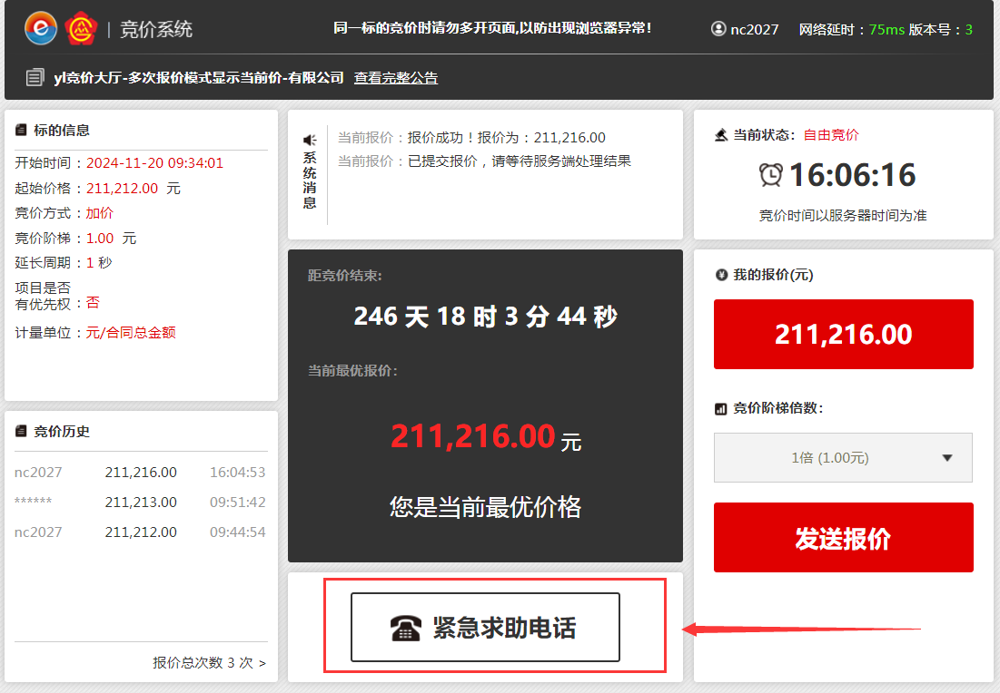 竞价系统
同一标的竞价时请勿多开页面,以防出现浏览器异常!
nc2027
网络延时：75ms 版本号：3
yl竞价大厅-多次报价模式显示当前价-有限公司 查看完整公告
标的信息
开始时间：2024-11-20 09:34:01
起始价格：211,212.00 元
竞价方式：加价
竞价阶梯：1.00 元
延长周期：1 秒
项目是否
有优先权：否
计量单位：元/合同总金额
竞价历史
nc2027 211,216.00 16:04:53
****** 211,213.00 09:51:42
nc2027 211,212.00 09:44:54
报价总次数 3 次 >
系统消息
当前报价：报价成功！报价为：211,216.00
当前报价：已提交报价，请等待服务端处理结果
距竞价结束:
246 天 18 时 3 分 44 秒
当前最优报价:
211,216.00 元
您是当前最优价格
紧急求助电话
当前状态: 自由竞价
16:06:16
竞价时间以服务器时间为准
我的报价(元)
211,216.00
竞价阶梯倍数:
1倍 (1.00元)
发送报价